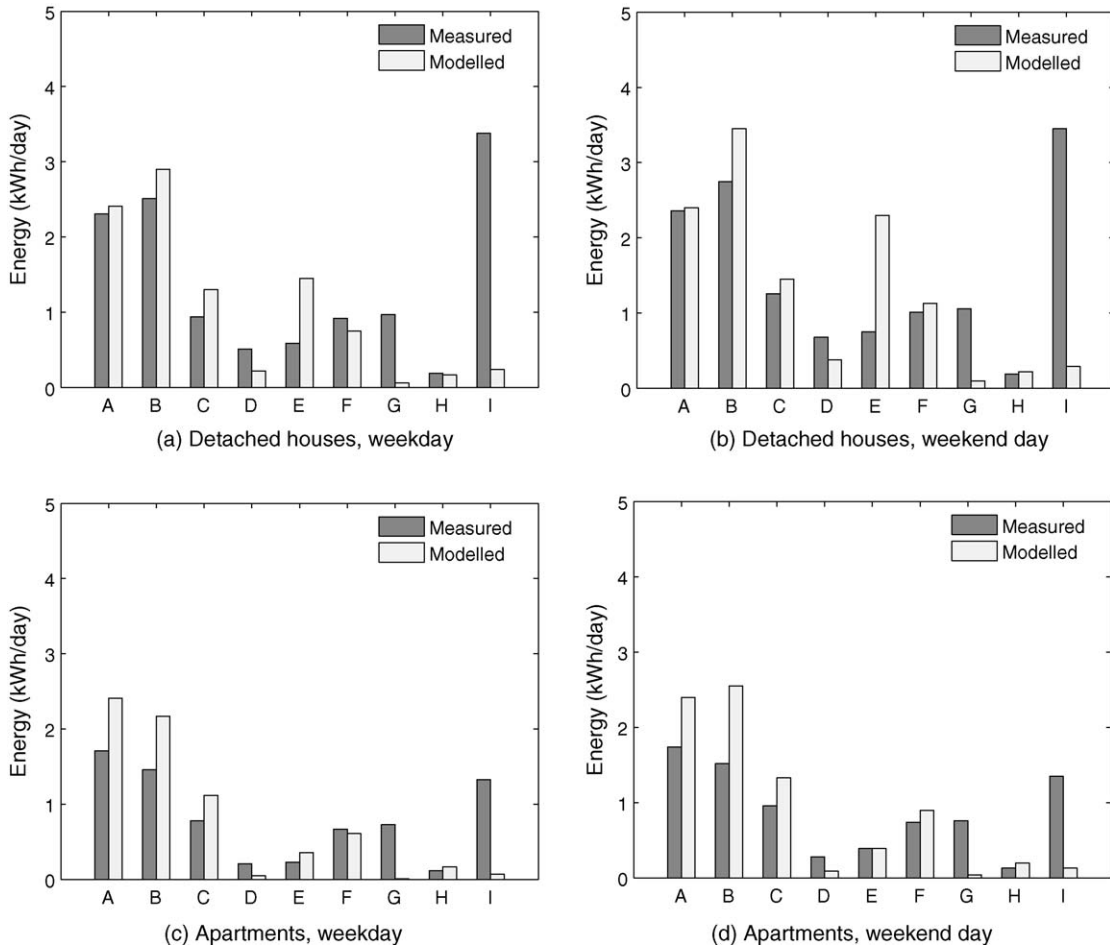 5
4
3
2
1
0
Energy (kWh/day)
Measured
Modelled
A B C D E F G H I
(a) Detached houses, weekday
5
4
3
2
1
0
Energy (kWh/day)
Measured
Modelled
A B C D E F G H I
(b) Detached houses, weekend day
5
4
3
2
1
0
Energy (kWh/day)
Measured
Modelled
A B C D E F G H I
(c) Apartments, weekday
5
4
3
2
1
0
Energy (kWh/day)
Measured
Modelled
A B C D E F G H I
(d) Apartments, weekend day